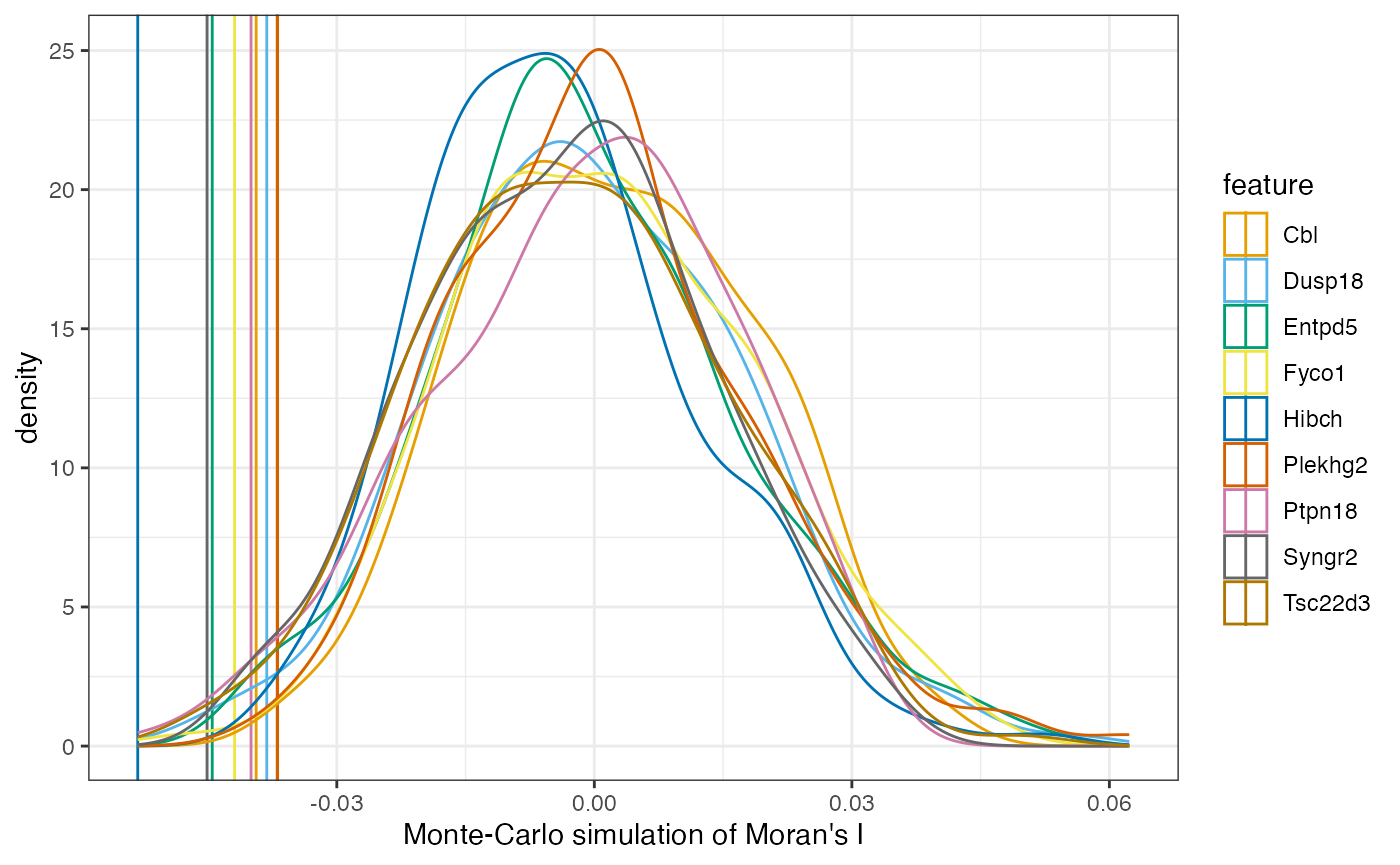 25
20
15
10
5
0
density
-0.03
0.00
0.03
0.06
Monte-Carlo simulation of Moran's I
feature
Cbl
Dusp18
Entpd5
Fyco1
Hibch
Plekhg2
Ptpn18
Syngr2
Tsc22d3